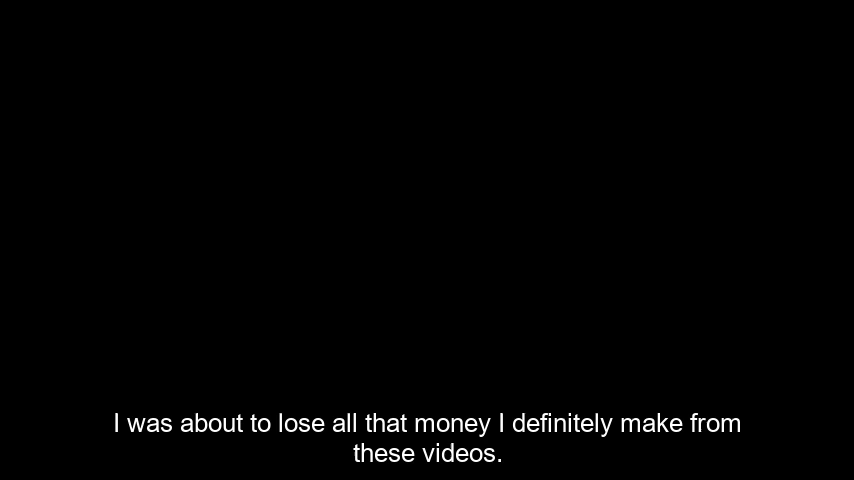 I was about to lose all that money I definitely make from
these videos.